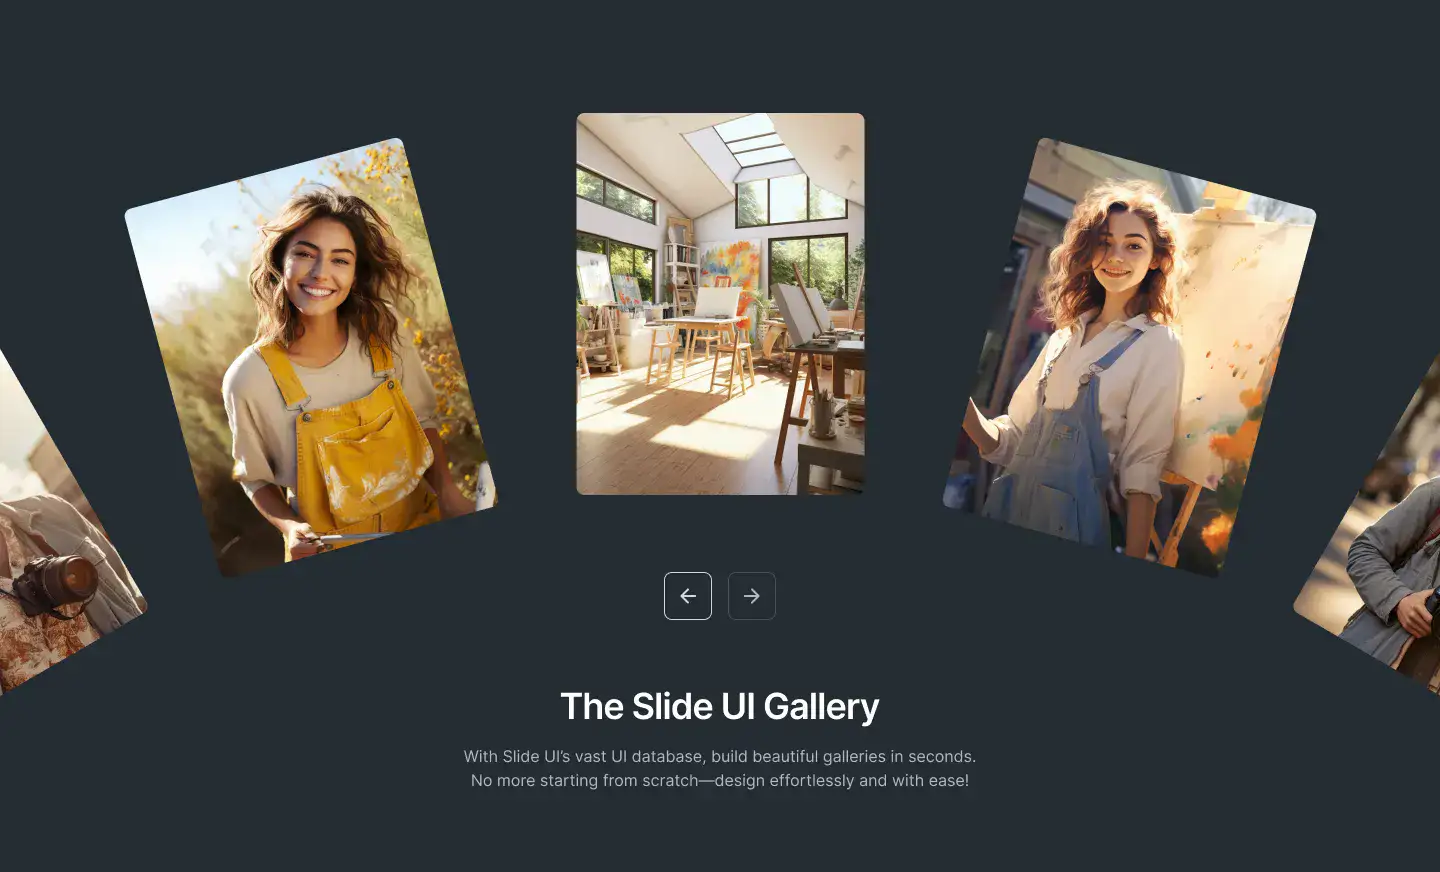 The Slide UI Gallery
With Slide UI's vast UI database, build beautiful galleries in seconds.
No more starting from scratch—design effortlessly and with ease!